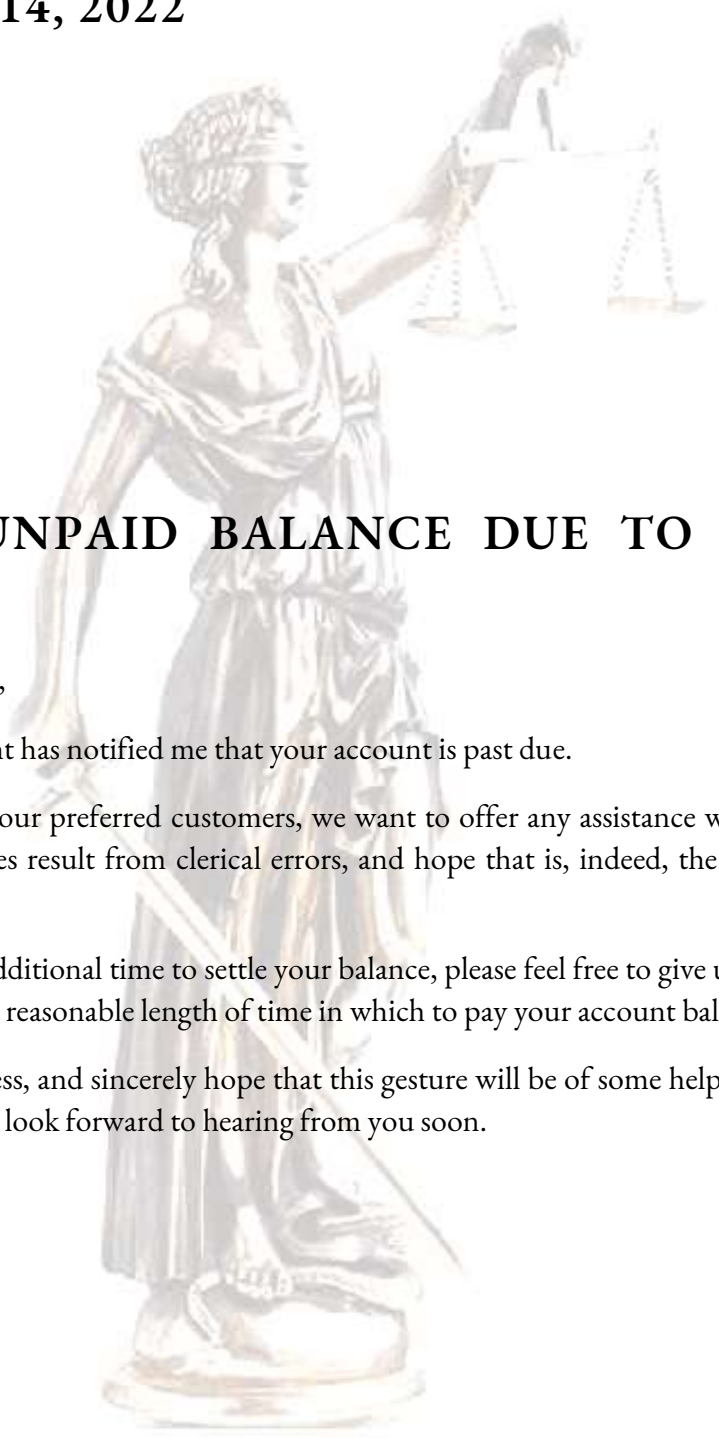 14, 2022
UNPAID BALANCE DUE TO
,
nt has notified me that your account is past due.
our preferred customers, we want to offer any assistance w
es result from clerical errors, and hope that is, indeed, the
dditional time to settle your balance, please feel free to give u
reasonable length of time in which to pay your account bal
ess, and sincerely hope that this gesture will be of some help
look forward to hearing from you soon.